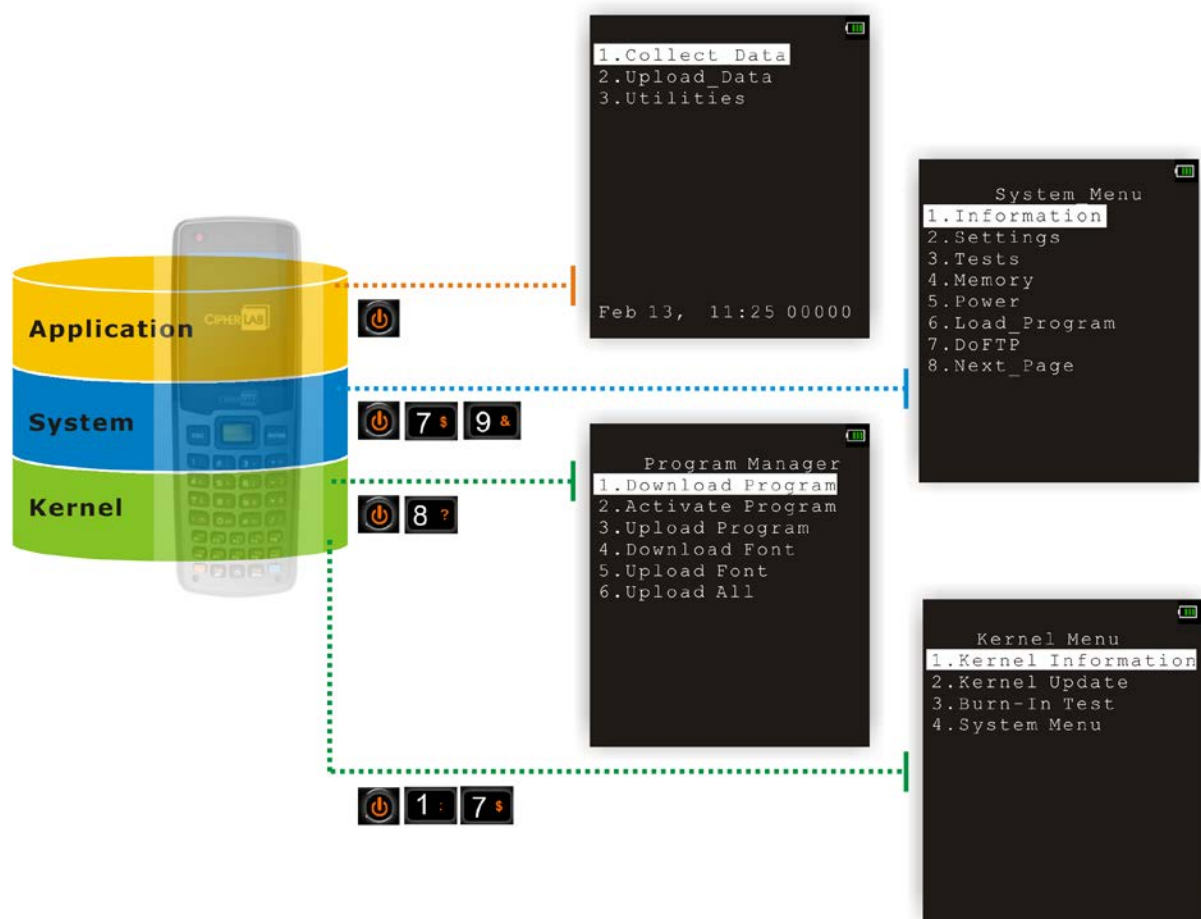 1.Collect Data
2.Upload_Data
3.Utilities
Feb 13, 11:25 00000
Application
CIPHERLAB
System
Kernel
7 $ 9 &
8 ?
1 : 7 $
System_Menu
1.Information
2.Settings
3.Tests
4.Memory
5.Power
6.Load_Program
7.DoFTP
8.Next_Page
Program Manager
1.Download Program
2.Activate Program
3.Upload Program
4.Download Font
5.Upload Font
6.Upload All
Kernel Menu
1.Kernel Information
2.Kernel Update
3.Burn-In Test
4.System Menu